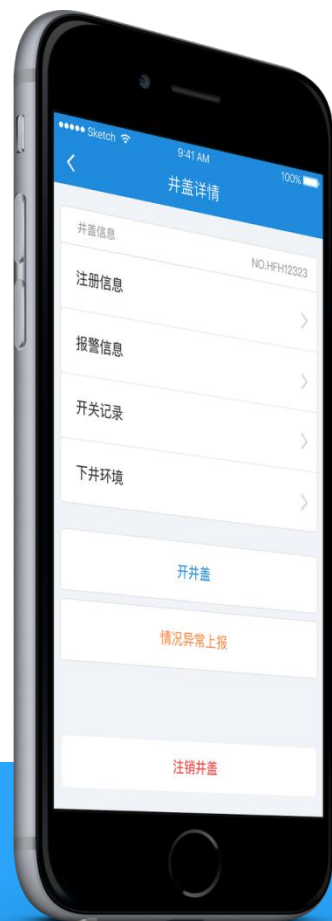 ●●●●● Sketch 9:41 AM 100%
井盖详情
井盖信息 NO.HFH12323
注册信息
报警信息
开关记录
下井环境
开井盖
情况异常上报
注销井盖